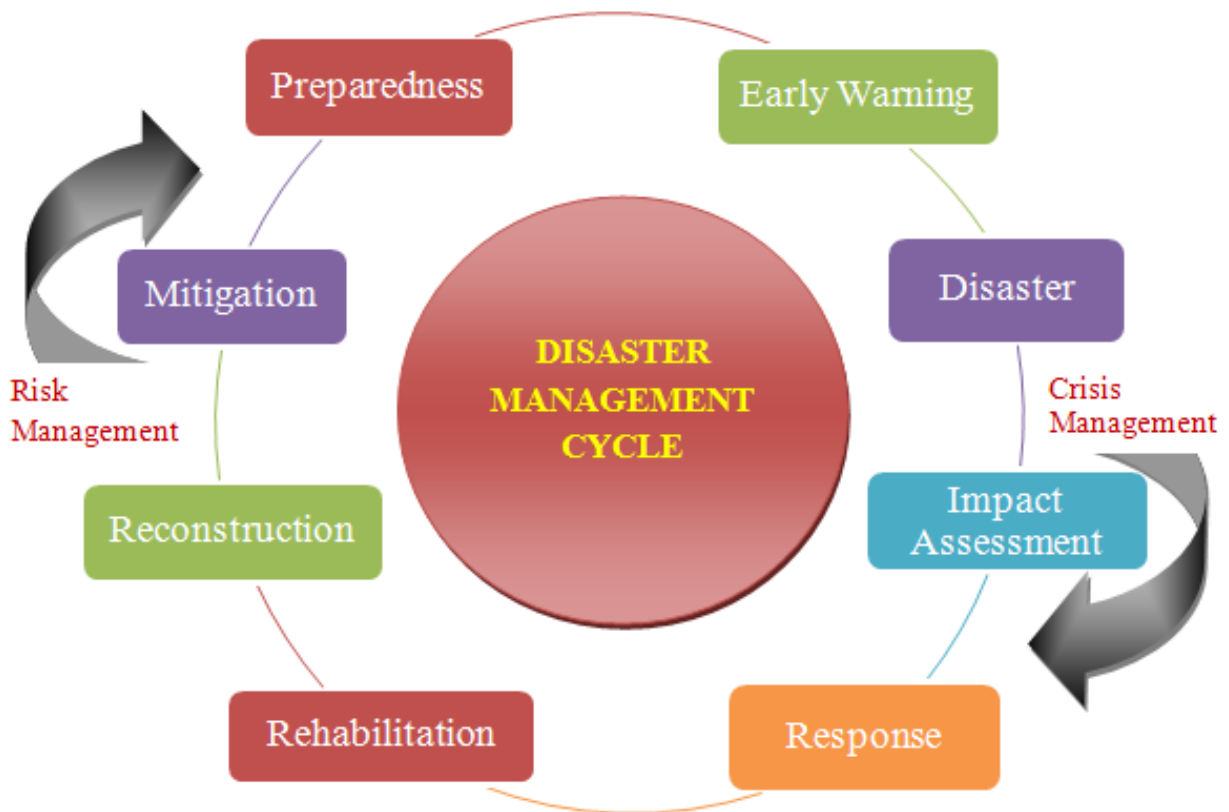 Preparedness
Early Warning
Mitigation
Disaster
DISASTER
MANAGEMENT
CYCLE
Risk
Management
Crisis
Management
Reconstruction
Impact
Assessment
Rehabilitation
Response